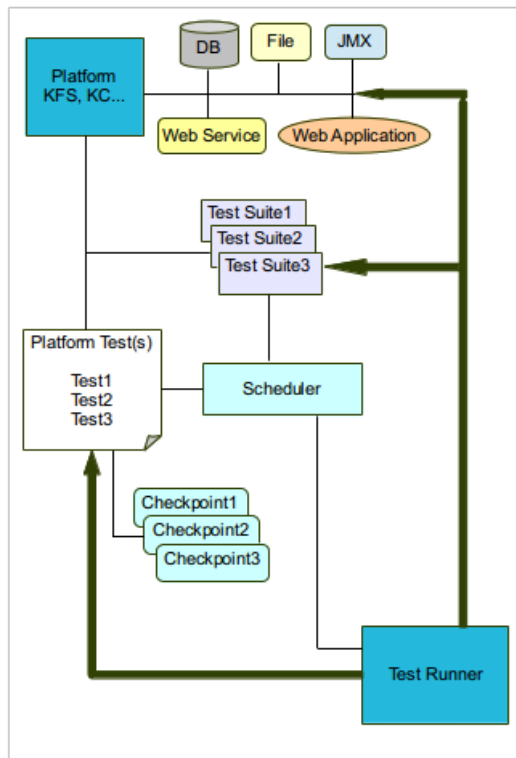 DB
File
JMX
Platform
KFS, KC...
Web Service
Web Application
Test Suite1
Test Suite2
Test Suite3
Platform Test(s)
Test1
Test2
Test3
Scheduler
Checkpoint1
Checkpoint2
Checkpoint3
Test Runner